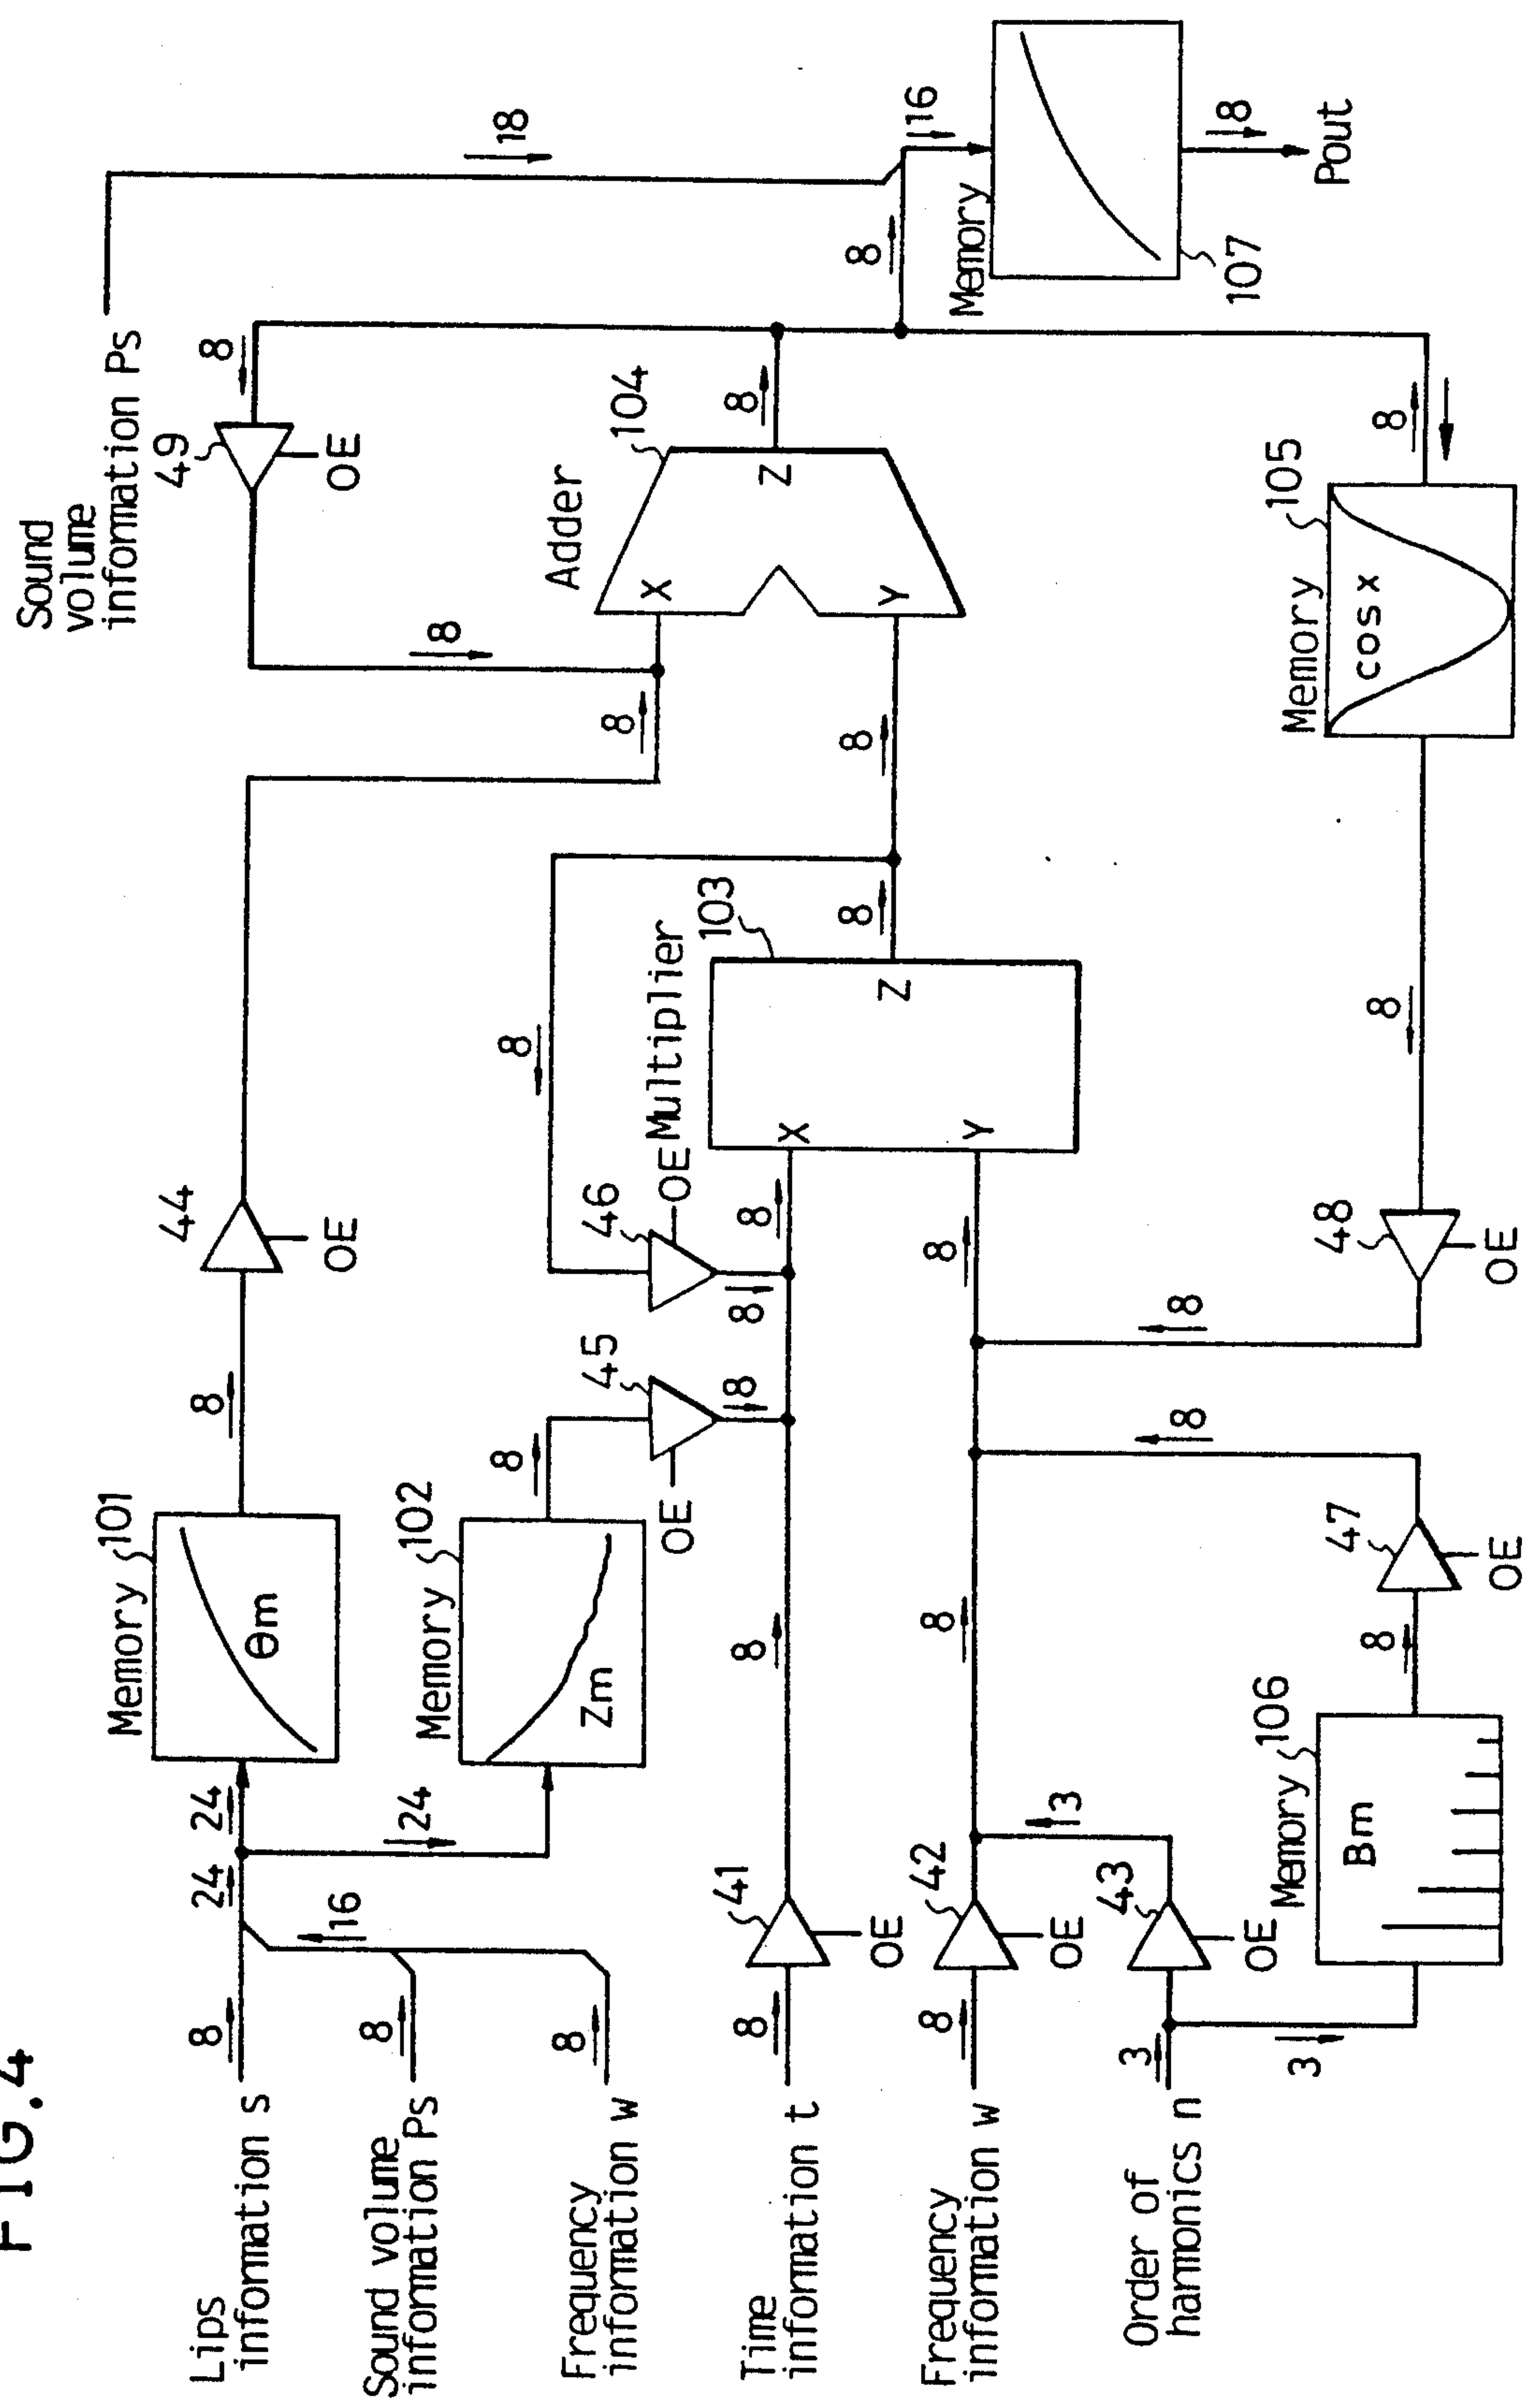 FIG.4
Lips
information s
8
24
24
Memory 101
θm
8
44
OE
8
49
OE
8
Sound
volume
information Ps
18
Sound volume
information Ps
8
16
24
Memory 102
Zm
8
45
OE
8
46
OE
8
8
Frequency
information w
8
Time
information t
8
41
OE
8
8
Multiplier
103
X
Y
Z
8
8
8
Adder
104
X
Y
Z
8
8
16
Memory
107
8
Pout
Frequency
information w
8
42
OE
8
8
Order of
harmonics n
3
43
OE
3
3
Memory 106
Bm
8
47
OE
8
8
48
OE
8
Memory 105
cos x
8